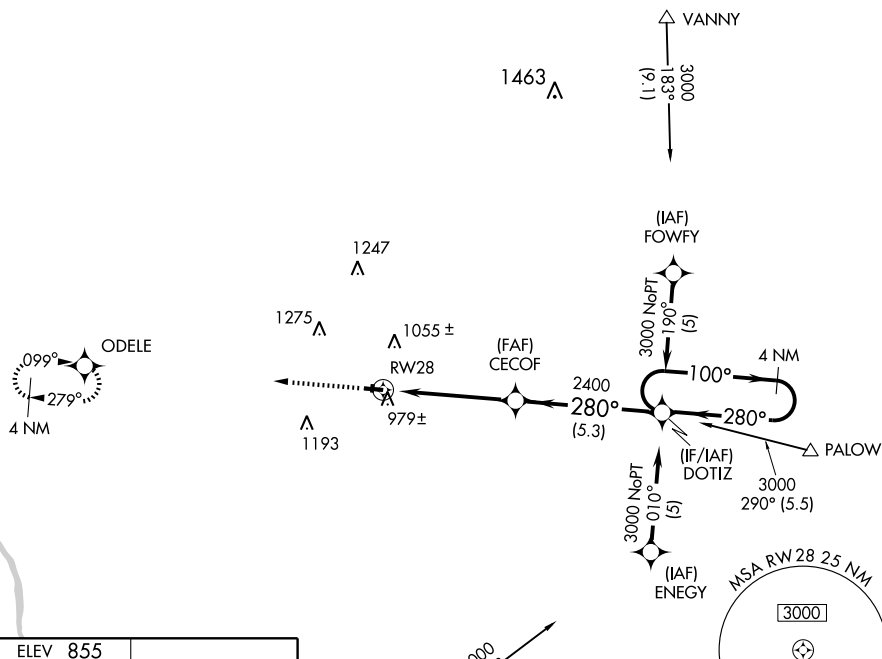 VANNY
3000
183°
(9.1)
1463
(IAF)
FOWFY
3000 NoPT
190°
(5)
1247
1275
1055 ±
ODELE
099°
279°
4 NM
RW28
979±
1193
(FAF)
CECOF
2400
280°
(5.3)
100°
4 NM
280°
(IF/IAF)
DOTIZ
PALOW
3000
290° (5.5)
3000 NoPT
010°
(5)
(IAF)
ENEGY
MSA RW28 25 NM
3000
ELEV 855